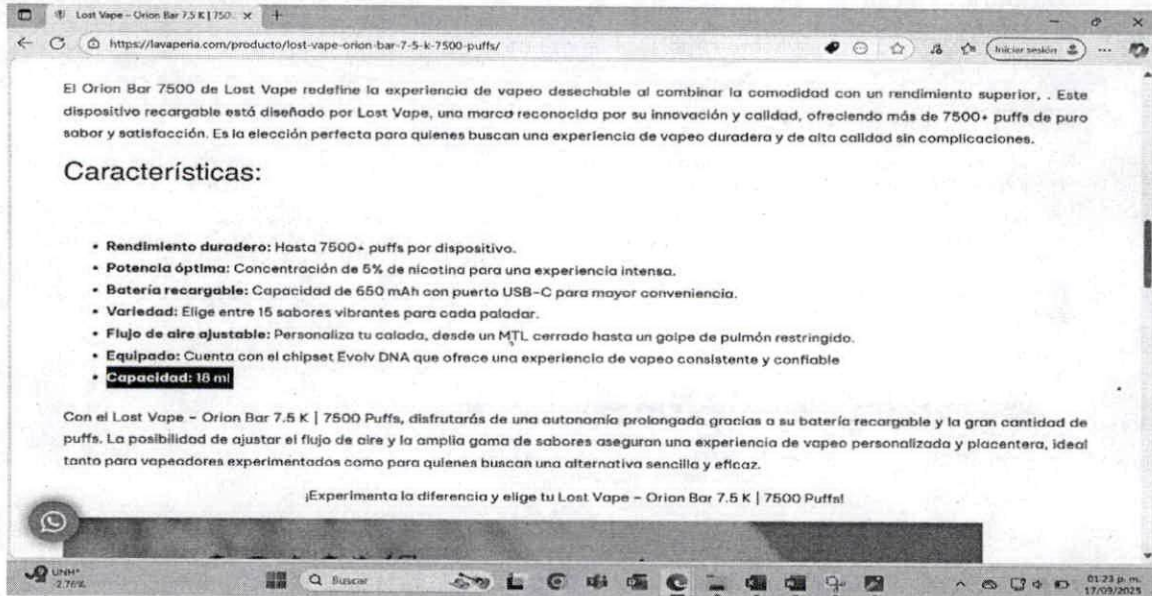 Lost Vape – Orion Bar 7.5 K | 750
https://lavaperia.com/producto/lost-vape-orion-bar-7-5-k-7500-puffs/
Iniciar sesión
El Orion Bar 7500 de Lost Vape redefine la experiencia de vapeo desechable al combinar la comodidad con un rendimiento superior, . Este
dispositivo recargable está diseñado por Lost Vape, una marca reconocida por su innovación y calidad, ofreciendo más de 7500+ puffs de puro
sabor y satisfacción. Es la elección perfecta para quienes buscan una experiencia de vapeo duradera y de alta calidad sin complicaciones.
Características:
• Rendimiento duradero: Hasta 7500+ puffs por dispositivo.
• Potencia óptima: Concentración de 5% de nicotina para una experiencia intensa.
• Batería recargable: Capacidad de 650 mAh con puerto USB-C para mayor conveniencia.
• Variedad: Elige entre 15 sabores vibrantes para cada paladar.
• Flujo de aire ajustable: Personaliza tu calada, desde un MTL cerrado hasta un golpe de pulmón restringido.
• Equipado: Cuenta con el chipset Evolv DNA que ofrece una experiencia de vapeo consistente y confiable
• Capacidad: 18 ml
Con el Lost Vape – Orion Bar 7.5 K | 7500 Puffs, disfrutarás de una autonomía prolongada gracias a su batería recargable y la gran cantidad de
puffs. La posibilidad de ajustar el flujo de aire y la amplia gama de sabores aseguran una experiencia de vapeo personalizada y placentera, ideal
tanto para vapeadores experimentados como para quienes buscan una alternativa sencilla y eficaz.
¡Experimenta la diferencia y elige tu Lost Vape – Orion Bar 7.5 K | 7500 Puffs!
UNH*
2.76%
Buscar
01:23 p. m.
17/09/2025